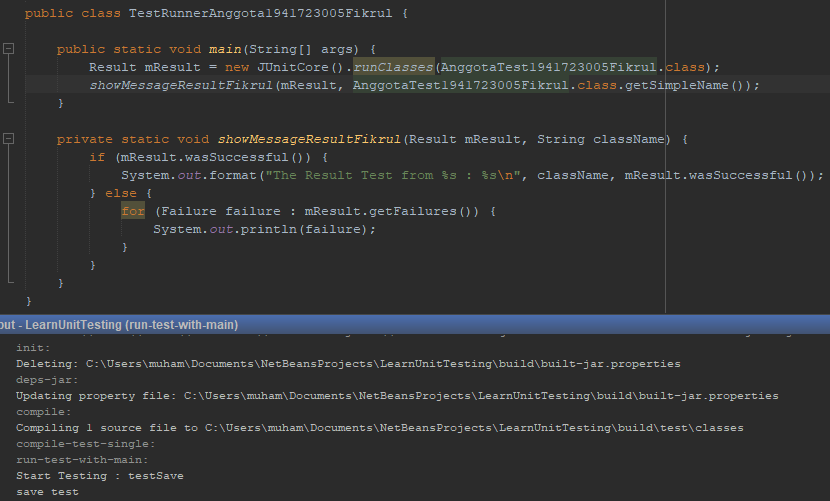 public class TestRunnerAnggota1941723005Fikrul {
public static void main(String[] args) {
Result mResult = new JUnitCore().runClasses(AnggotaTest1941723005Fikrul.class);
showMessageResultFikrul(mResult, AnggotaTest1941723005Fikrul.class.getSimpleName());
}
private static void showMessageResultFikrul(Result mResult, String className) {
if (mResult.wasSuccessful()) {
System.out.format("The Result Test from %s : %s\n", className, mResult.wasSuccessful());
} else {
for (Failure failure : mResult.getFailures()) {
System.out.println(failure);
}
}
}
}
put - LearnUnitTesting (run-test-with-main)
init:
Deleting: C:\Users\muham\Documents\NetBeansProjects\LearnUnitTesting\build\built-jar.properties
deps-jar:
Updating property file: C:\Users\muham\Documents\NetBeansProjects\LearnUnitTesting\build\built-jar.properties
compile:
Compiling 1 source file to C:\Users\muham\Documents\NetBeansProjects\LearnUnitTesting\build\test\classes
compile-test-single:
run-test-with-main:
Start Testing : testSave
save test